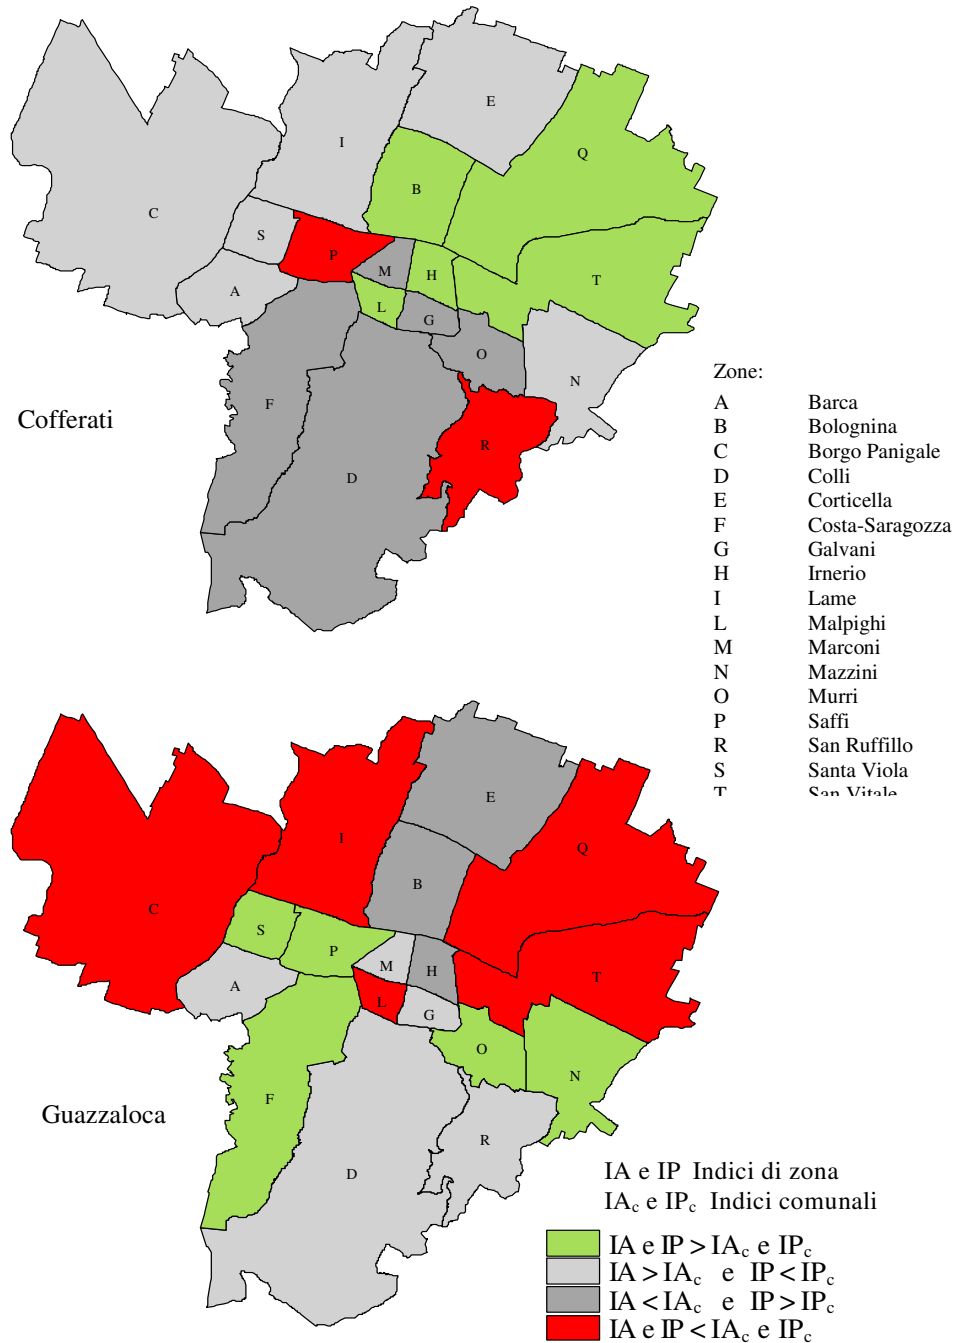 E
Q
I
B
C
S
P
M
H
T
A
L
G
O
N
F
R
D
Cofferati
Zone:
A Barca
B Bolognina
C Borgo Panigale
D Colli
E Corticella
F Costa-Saragozza
G Galvani
H Irnerio
I Lame
L Malpighi
M Marconi
N Mazzini
O Murri
P Saffi
R San Ruffillo
S Santa Viola
T San Vitale
E
I
Q
B
C
S
P
M
H
T
A
L
G
O
N
F
R
D
Guazzaloca
IA e IP Indici di zona
IAc e IPc Indici comunali
IA e IP > IAc e IPc
IA > IAc e IP < IPc
IA < IAc e IP > IPc
IA e IP < IAc e IPc